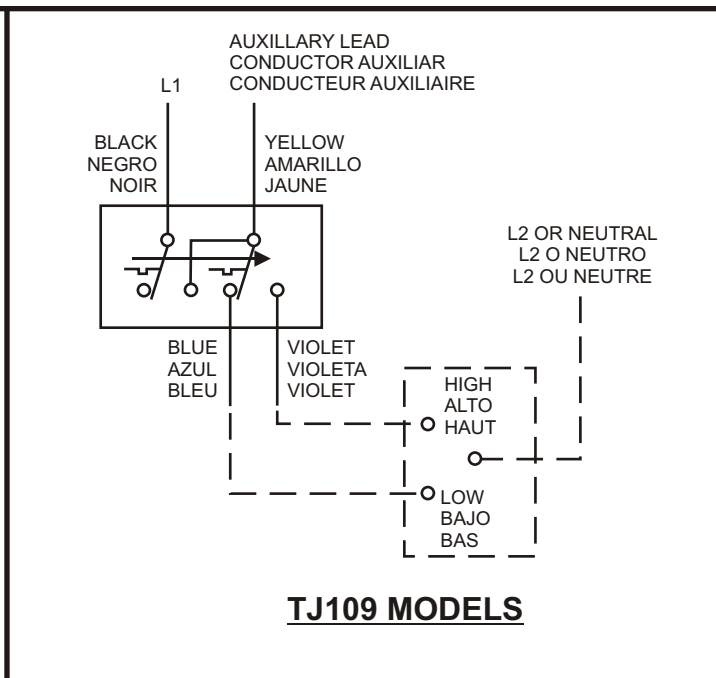 AUXILLARY LEAD
CONDUCTOR AUXILIAR
CONDUCTEUR AUXILIAIRE
L1
BLACK
NEGRO
NOIR
YELLOW
AMARILLO
JAUNE
L2 OR NEUTRAL
L2 O NEUTRO
L2 OU NEUTRE
BLUE
AZUL
BLEU
VIOLET
VIOLETA
VIOLET
HIGH
ALTO
HAUT
LOW
BAJO
BAS
TJ109 MODELS